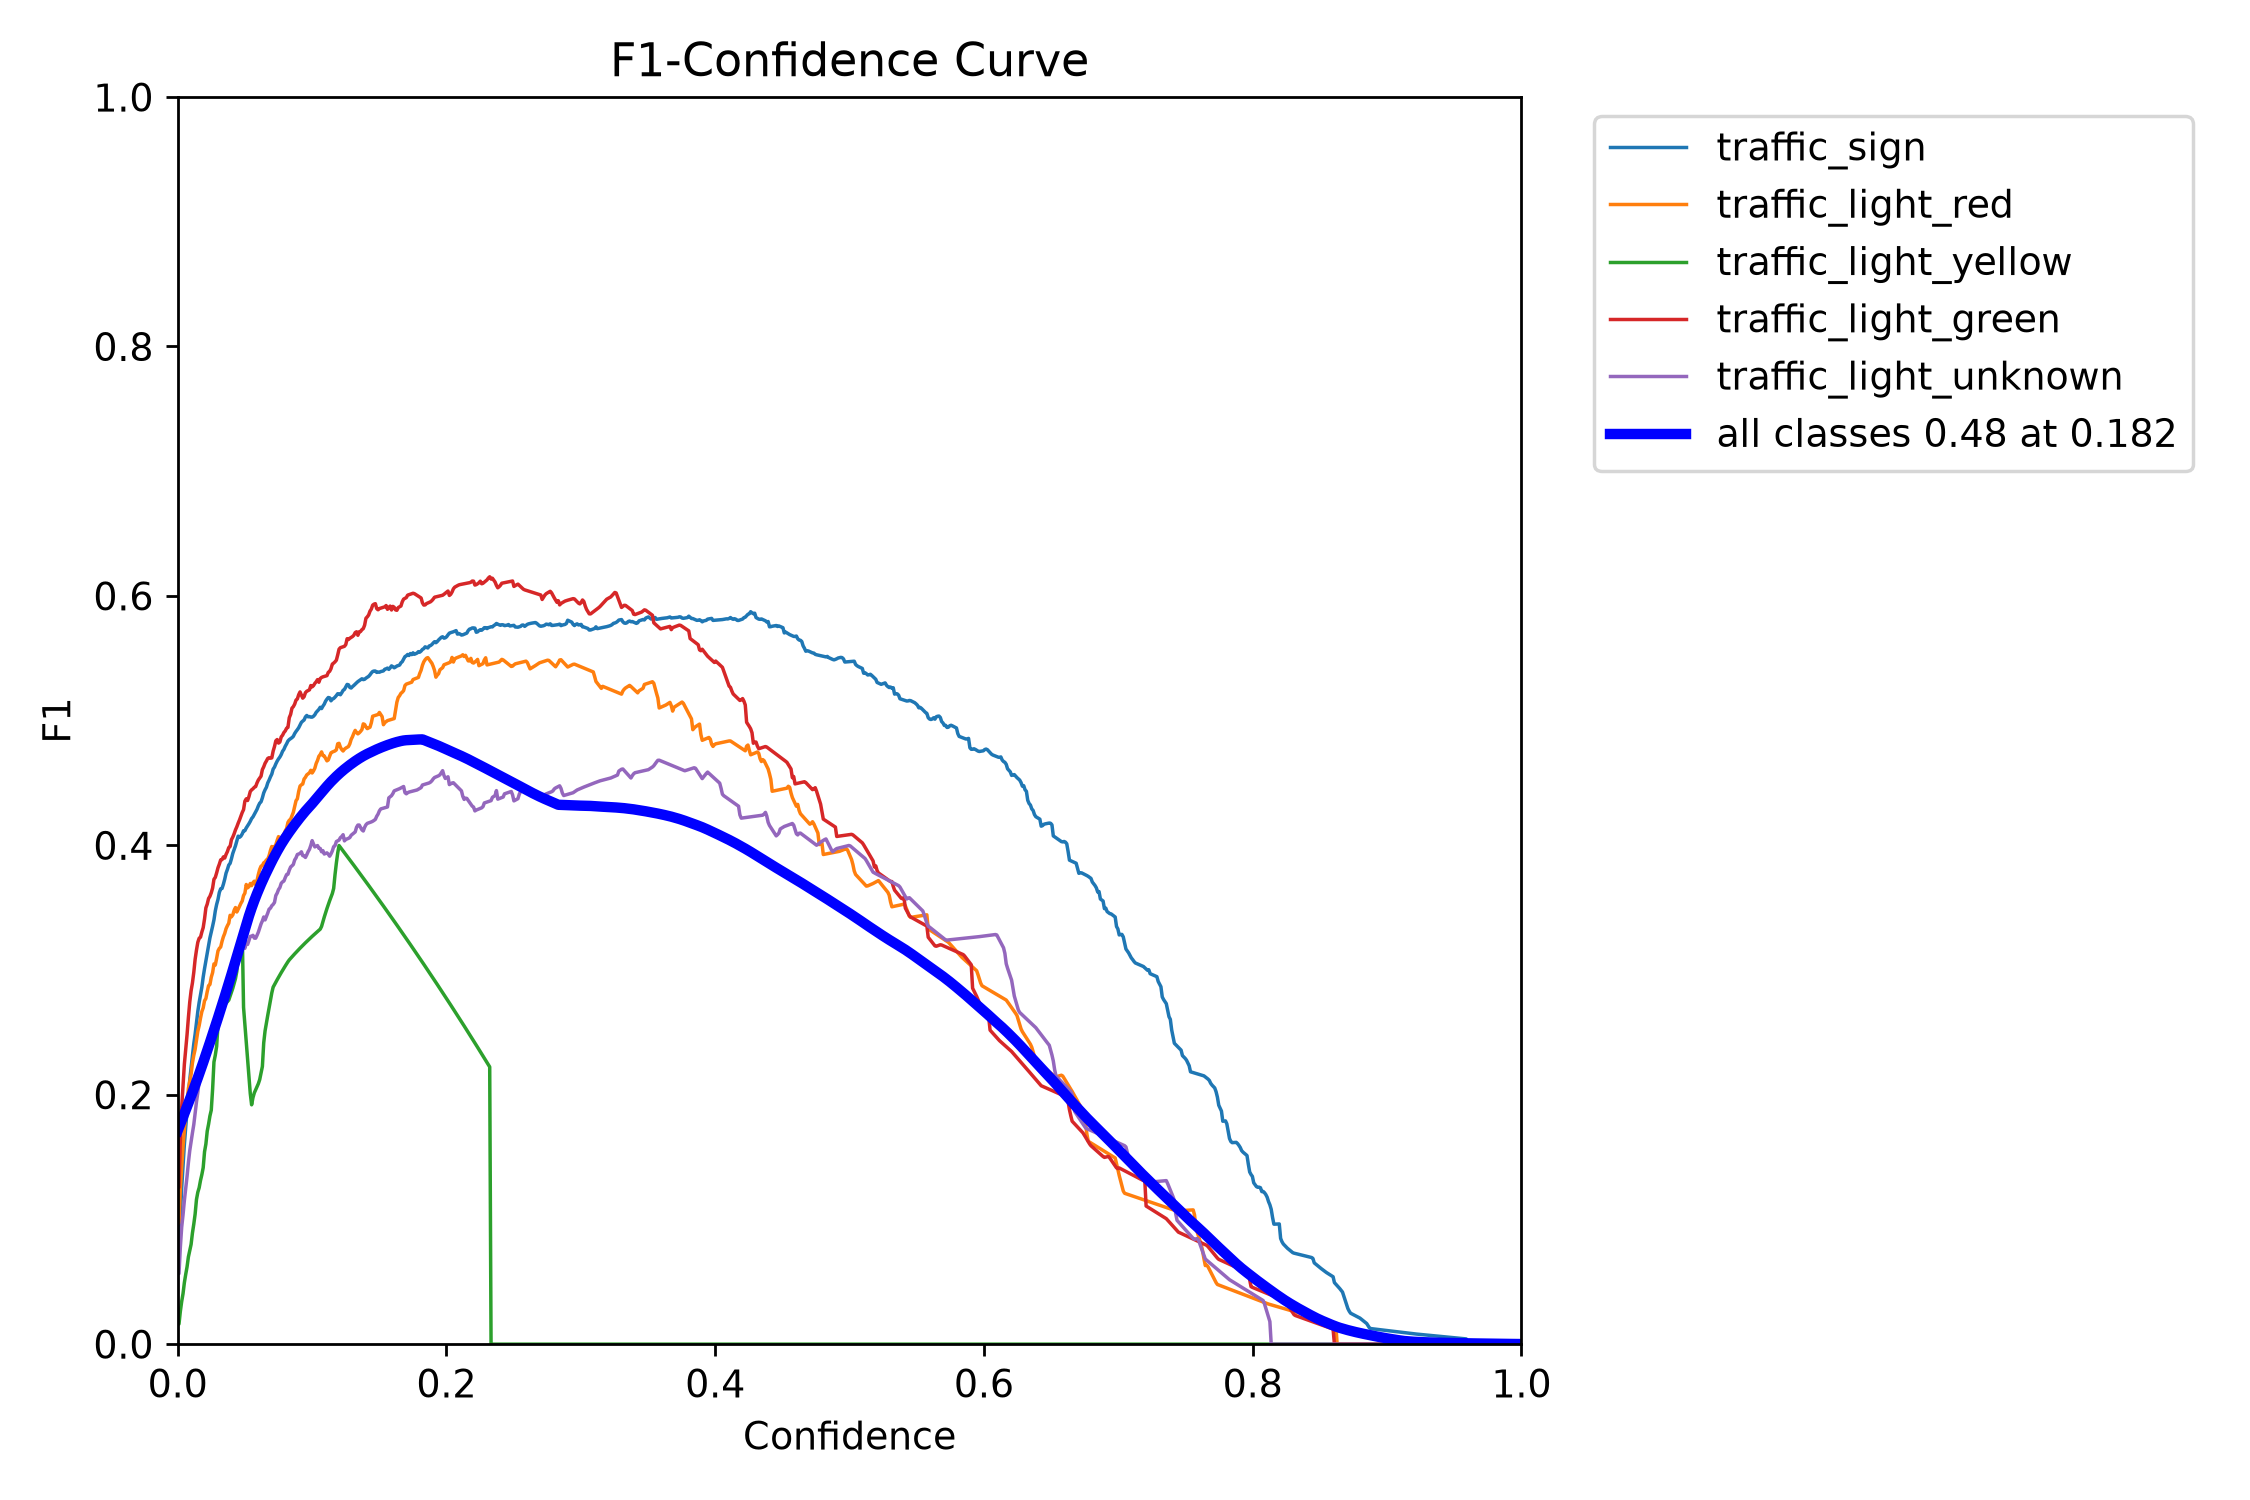 F1-Confidence Curve
1.0
0.8
0.6
0.4
0.2
0.0
F1
0.0 0.2 0.4 0.6 0.8 1.0
Confidence
traffic_sign
traffic_light_red
traffic_light_yellow
traffic_light_green
traffic_light_unknown
all classes 0.48 at 0.182